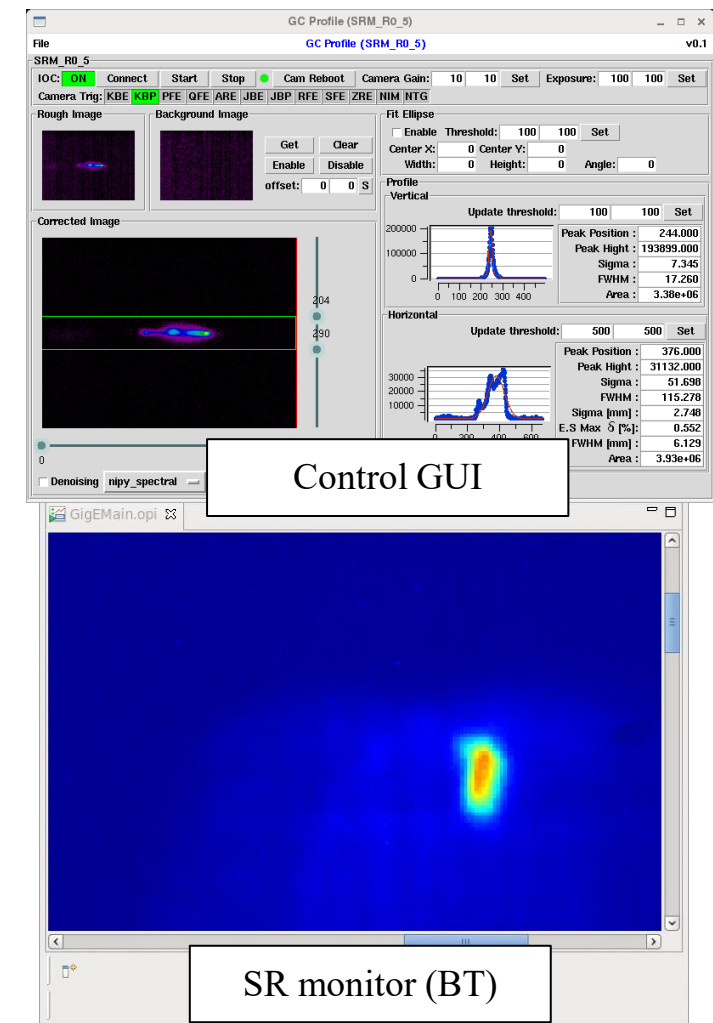 GC Profile (SRM_R0_5)
File GC Profile (SRM_R0_5) v0.1
SRM_R0_5
IOC: ON Connect Start Stop Cam Reboot Camera Gain: 10 10 Set Exposure: 100 100 Set
Camera Trig: KBE KBP PFE QFE ARE JBE JBP RFE SFE ZRE NIM NTG
Rough Image Background Image
Get Clear
Enable Disable
offset: 0 0 S
Fit Ellipse
Enable Threshold: 100 100 Set
Center X: 0 Center Y: 0
Width: 0 Height: 0 Angle: 0
Profile
Vertical
Update threshold: 100 100 Set
200000
100000
0
0 100 200 300 400
Peak Position : 244.000
Peak Hight : 193899.000
Sigma : 7.345
FWHM : 17.260
Area : 3.38e+06
Corrected Image
204
290
0
Denoising nipy_spectral
Horizontal
Update threshold: 500 500 Set
30000
20000
10000
0 200 400 600
Peak Position : 376.000
Peak Hight : 31132.000
Sigma : 51.698
FWHM : 115.278
Sigma [mm] : 2.748
E.S Max δ [%]: 0.552
FWHM [mm] : 6.129
Area : 3.93e+06
Control GUI
GigEMain.opi
SR monitor (BT)